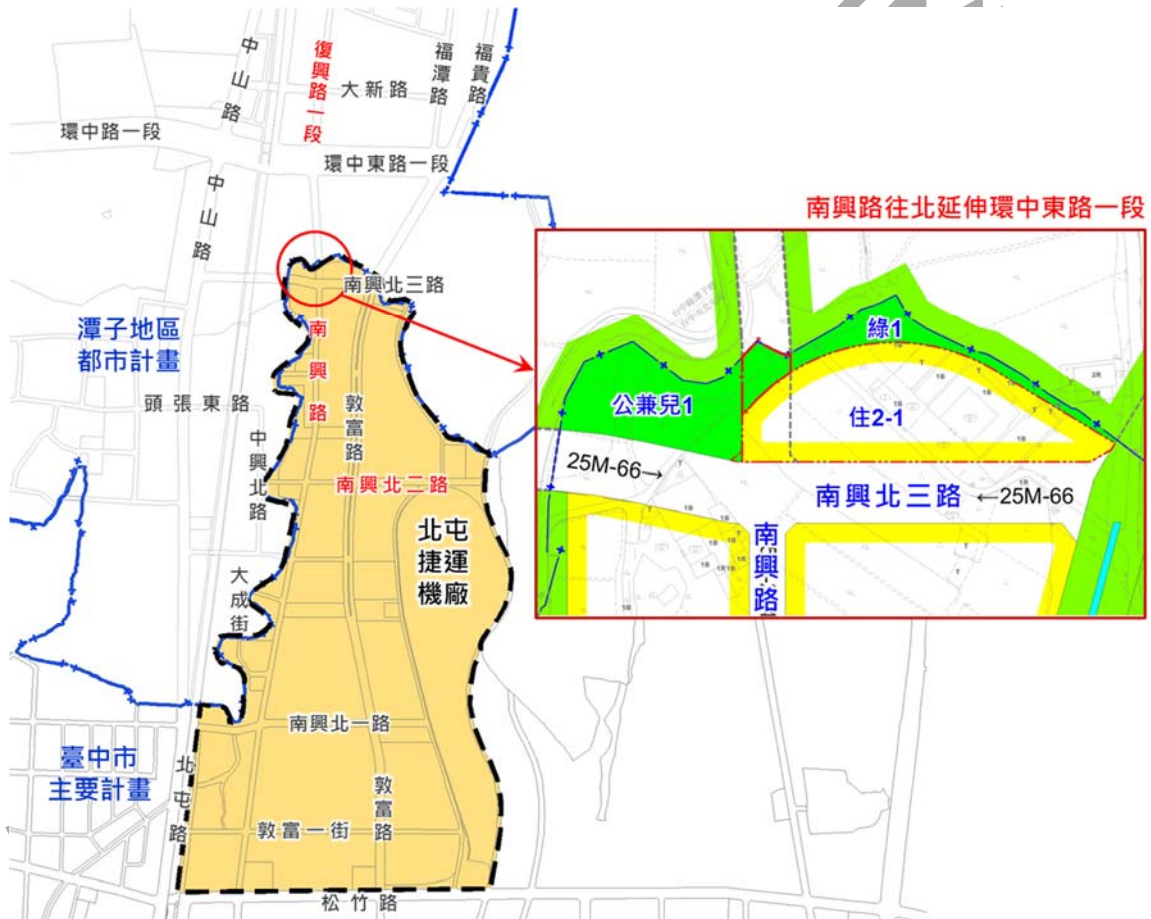 中山路
復興路一段
大新路
福潭路
福貴路
環中路一段
環中東路一段
中山路
南興路往北延伸環中東路一段
南興北三路
潭子地區
都市計畫
南興路
頭張東路
敦富路
中興北路
南興北二路
北屯
捷運
機廠
大成街
南興北一路
臺中市
主要計畫
北屯路
敦富路
敦富一街
松竹路
綠1
公兼兒1
住2-1
25M-66→
南興北三路
←25M-66
南興路